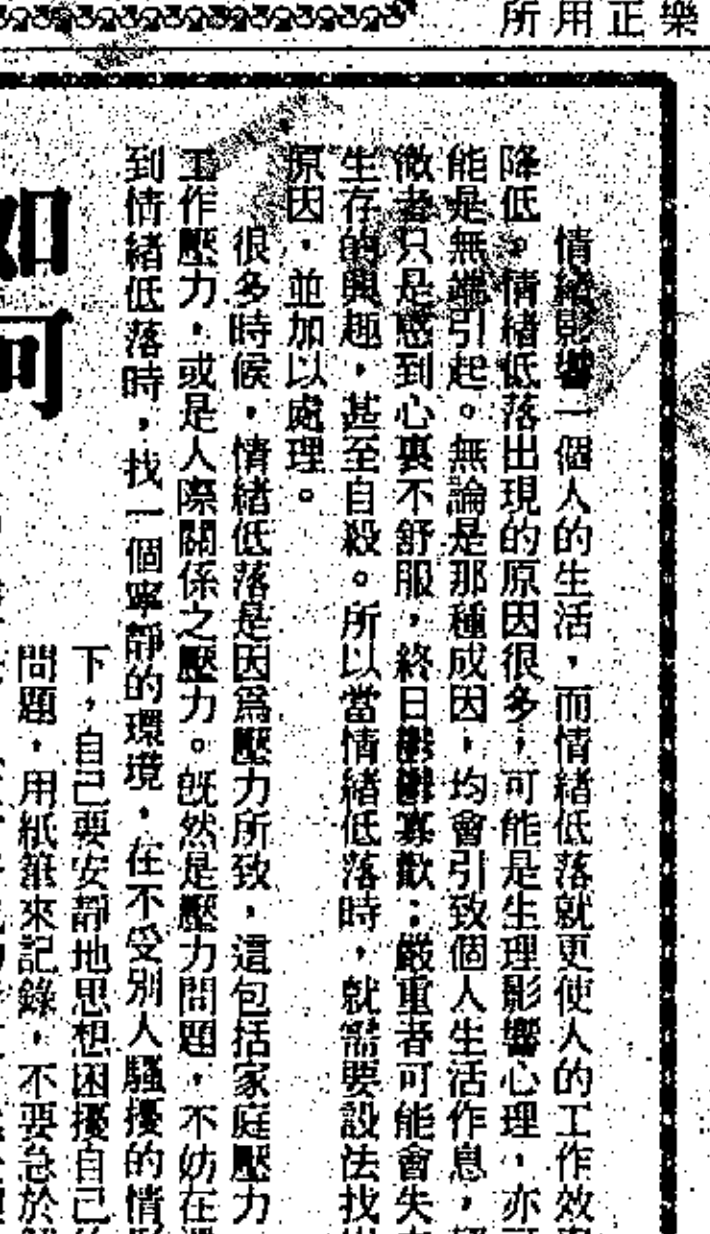 樂正用所
情緒影響一個人的生活，而情緒低落就更使人的工作效
降低。情緒低落出現的原因很多，可能是生理影響心理，亦
能是無端引起。無論是那種成因，均會引致個人生活作息，
微者只是感到心裏不舒服，終日鬱鬱寡歡；嚴重者可能會失
生存的興趣，甚至自殺。所以當情緒低落時，就需要設法找
原因，並加以處理。
很多時候，情緒低落是因爲壓力所致，這包括家庭壓力
工作壓力，或是人際關係之壓力。既然是壓力問題，不妨在
到情緒低落時，找一個寧靜的環境，在不受別人騷擾的情
下，自己要安靜地思想困擾自己
問題，用紙筆來記錄，不要急於
如何